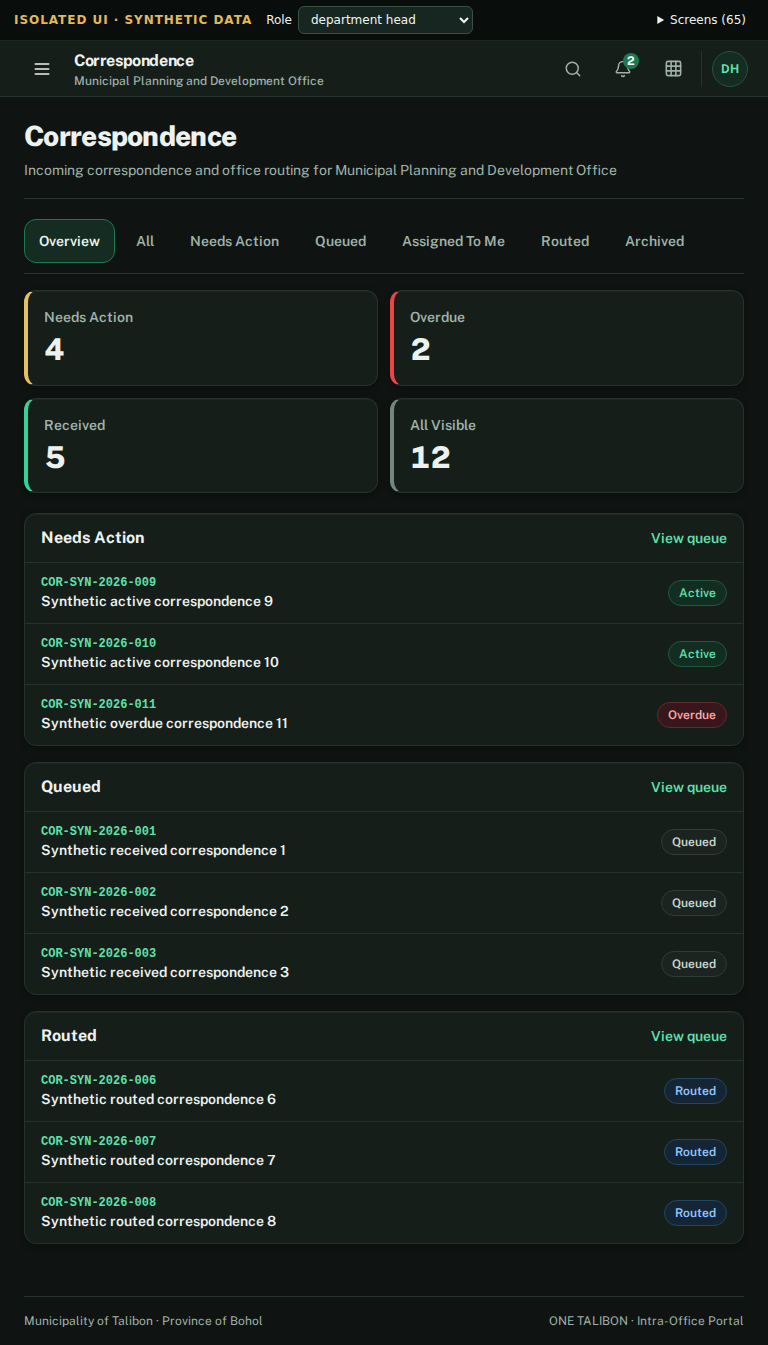 ISOLATED UI · SYNTHETIC DATA Role department head ▶ Screens (65)
Correspondence
Municipal Planning and Development Office
2
DH
Correspondence
Incoming correspondence and office routing for Municipal Planning and Development Office
Overview All Needs Action Queued Assigned To Me Routed Archived
Needs Action
4
Overdue
2
Received
5
All Visible
12
Needs Action View queue
COR-SYN-2026-009
Synthetic active correspondence 9
Active
COR-SYN-2026-010
Synthetic active correspondence 10
Active
COR-SYN-2026-011
Synthetic overdue correspondence 11
Overdue
Queued View queue
COR-SYN-2026-001
Synthetic received correspondence 1
Queued
COR-SYN-2026-002
Synthetic received correspondence 2
Queued
COR-SYN-2026-003
Synthetic received correspondence 3
Queued
Routed View queue
COR-SYN-2026-006
Synthetic routed correspondence 6
Routed
COR-SYN-2026-007
Synthetic routed correspondence 7
Routed
COR-SYN-2026-008
Synthetic routed correspondence 8
Routed
Municipality of Talibon · Province of Bohol ONE TALIBON · Intra-Office Portal